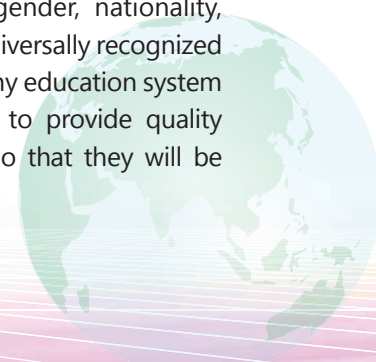 gender, nationality,
iversally recognized
ny education system
to provide quality
o that they will be